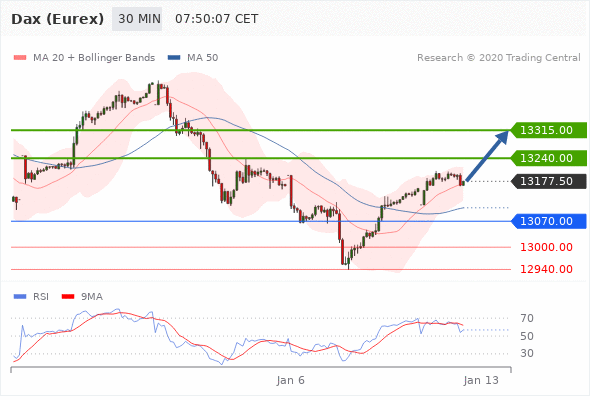 Dax (Eurex) 30 MIN 07:50:07 CET
MA 20 + Bollinger Bands MA 50 Research © 2020 Trading Central
13315.00
13240.00
13177.50
13070.00
13000.00
12940.00
RSI 9MA
70
50
30
Jan 6 Jan 13